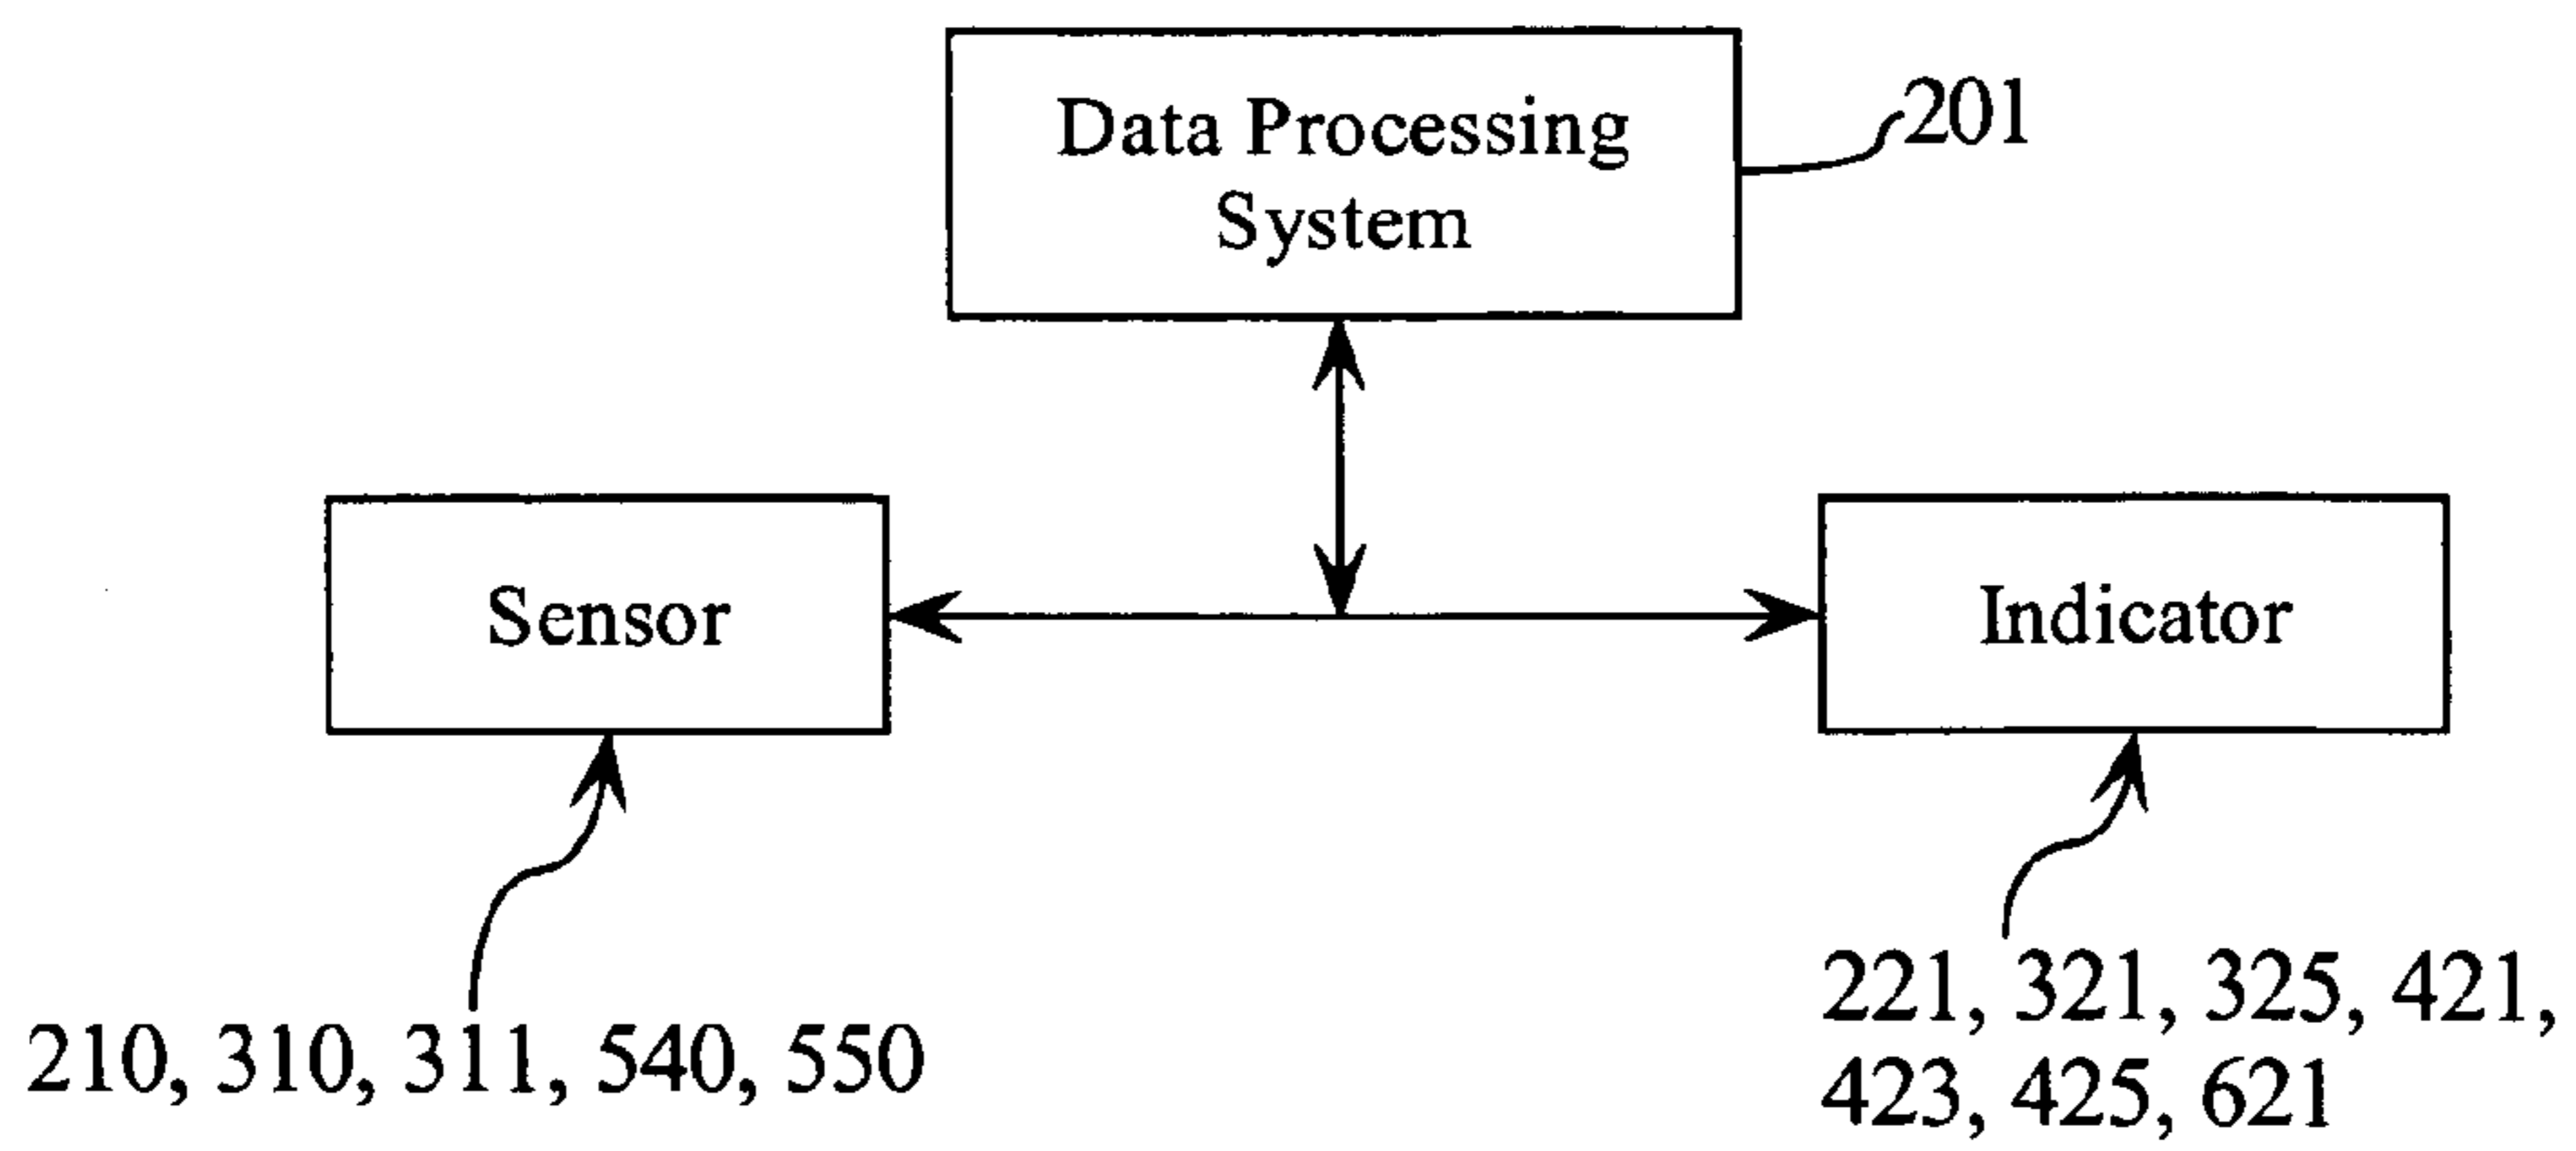 Data Processing
System
201
Sensor
Indicator
210, 310, 311, 540, 550
221, 321, 325, 421,
423, 425, 621